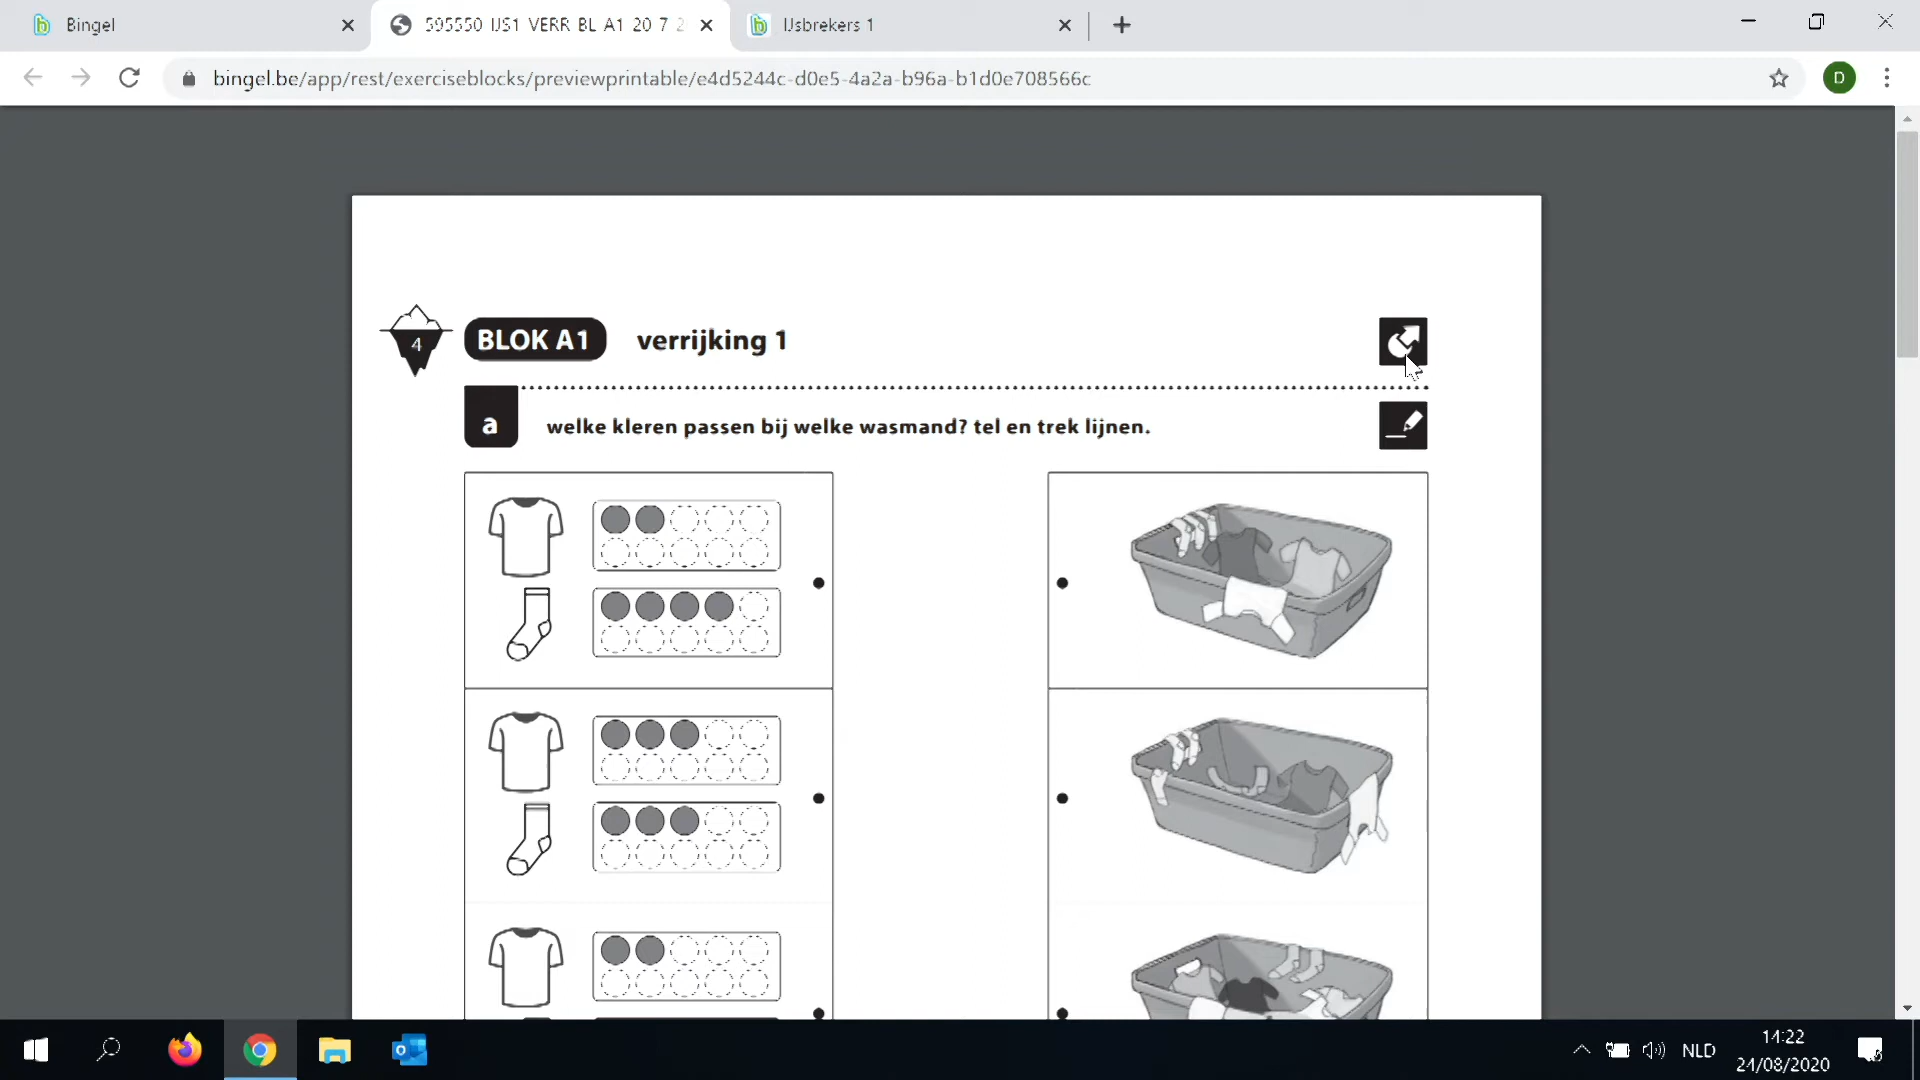 Bingel
595550 IJS1 VERR BL A1 20 7 2
IJsbrekers 1
bingel.be/app/rest/exerciseblocks/previewprintable/e4d5244c-d0e5-4a2a-b96a-b1d0e708566c
D
4
BLOK A1
verrijking 1
a
welke kleren passen bij welke wasmand? tel en trek lijnen.
NLD
14:22
24/08/2020